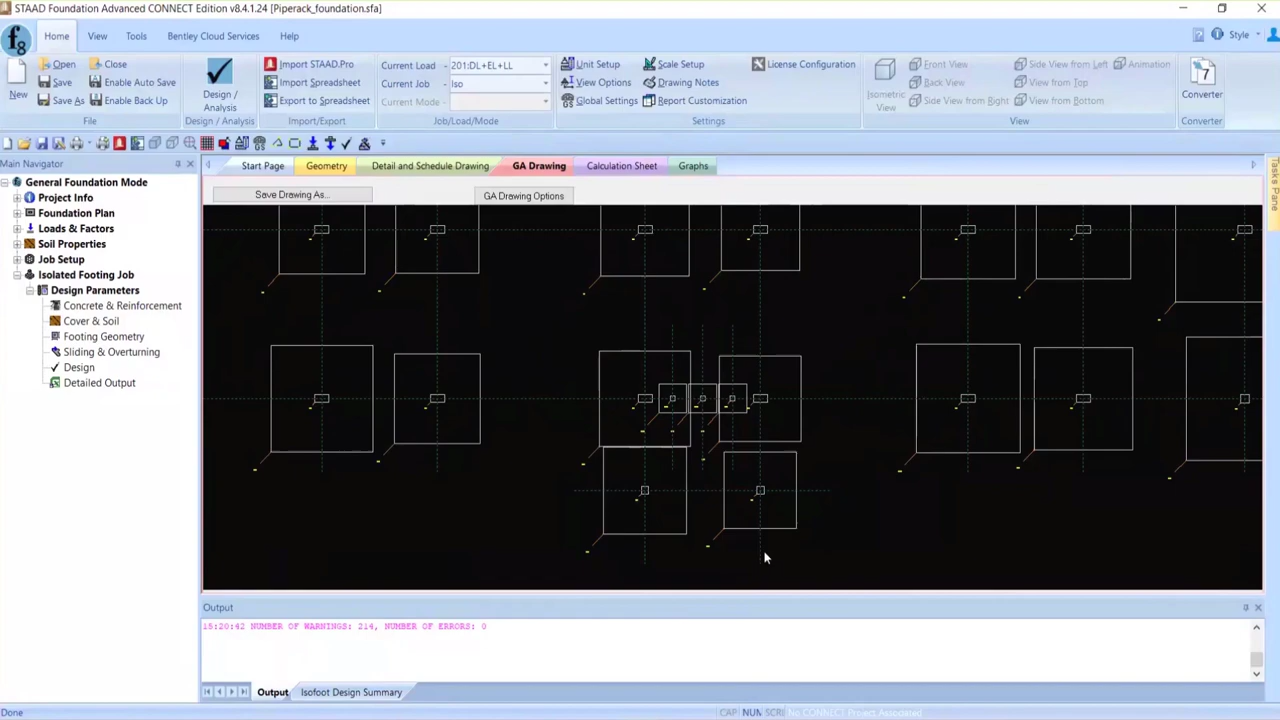 STAAD Foundation Advanced CONNECT Edition v8.4.1.24 [Piperack_foundation.sfa]
Home View Tools Bentley Cloud Services Help Style
New
Open
Save
Save As
Close
Enable Auto Save
Enable Back Up
File
Design / Analysis
Design / Analysis
Import STAAD.Pro
Import Spreadsheet
Export to Spreadsheet
Import/Export
Current Load 201:DL+EL+LL
Current Job Iso
Current Mode
Job/Load/Mode
Unit Setup
View Options
Global Settings
Scale Setup
Drawing Notes
Report Customization
License Configuration
Settings
Isometric View
Front View
Back View
Side View from Right
Side View from Left
View from Top
View from Bottom
Animation
View
7
Converter
Converter
Main Navigator
General Foundation Mode
Project Info
Foundation Plan
Loads & Factors
Soil Properties
Job Setup
Isolated Footing Job
Design Parameters
Concrete & Reinforcement
Cover & Soil
Footing Geometry
Sliding & Overturning
Design
Detailed Output
Start Page Geometry Detail and Schedule Drawing GA Drawing Calculation Sheet Graphs
Save Drawing As...
GA Drawing Options
Tasks Pane
Output
15:20:42 NUMBER OF WARNINGS: 214, NUMBER OF ERRORS: 0
Output Isofoot Design Summary
Done
CAP NUM SCRL No CONNECT Project Associated